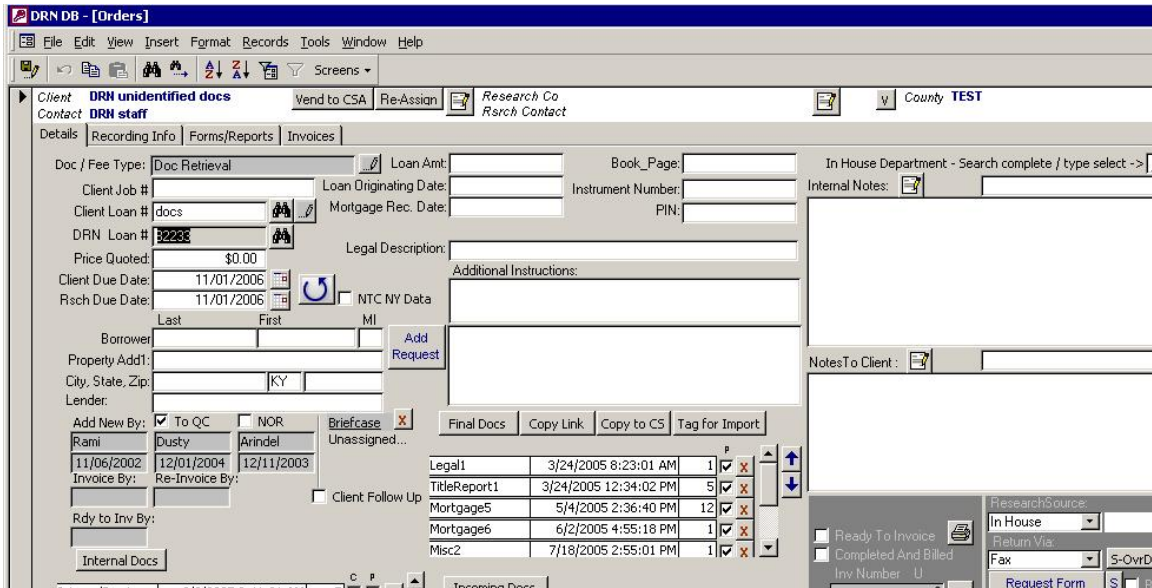 DRN DB - [Orders]
File Edit View Insert Format Records Tools Window Help
Screens
Client DRN unidentified docs Vend to CSA Re-Assign Research Co V County TEST
Contact DRN staff Rsrch Contact
Details Recording Info Forms/Reports Invoices
Doc / Fee Type: Doc Retrieval Loan Amt: Book_Page: In House Department - Search complete / type select ->
Client Job # Loan Originating Date: Instrument Number: Internal Notes:
Client Loan # docs Mortgage Rec. Date: PIN:
DRN Loan # 32233
Legal Description:
Price Quoted: $0.00
Client Due Date: 11/01/2006 Additional Instructions:
Rsch Due Date: 11/01/2006 NTC NY Data
Last First MI
Borrower Add Request
Property Add1: NotesTo Client :
City, State, Zip: KY
Lender:
Add New By: To QC NOR Briefcase X Final Docs Copy Link Copy to CS Tag for Import
Rami Dusty Arindel Unassigned...
11/06/2002 12/01/2004 12/11/2003
P
Legal1 3/24/2005 8:23:01 AM 1 X
Invoice By: Re-Invoice By:
TitleReport1 3/24/2005 12:34:02 PM 5 X
Client Follow Up
Mortgage5 5/4/2005 2:36:40 PM 12 X
ResearchSource:
Rdy to Inv By:
Mortgage6 6/2/2005 4:55:18 PM 1 X
In House
Ready To Invoice
Return Via:
Misc2 7/18/2005 2:55:01 PM 1 X
Completed And Billed
Fax S-OvrD
Internal Docs
Inv Number U
C P
Incoming Docs
Request Form S